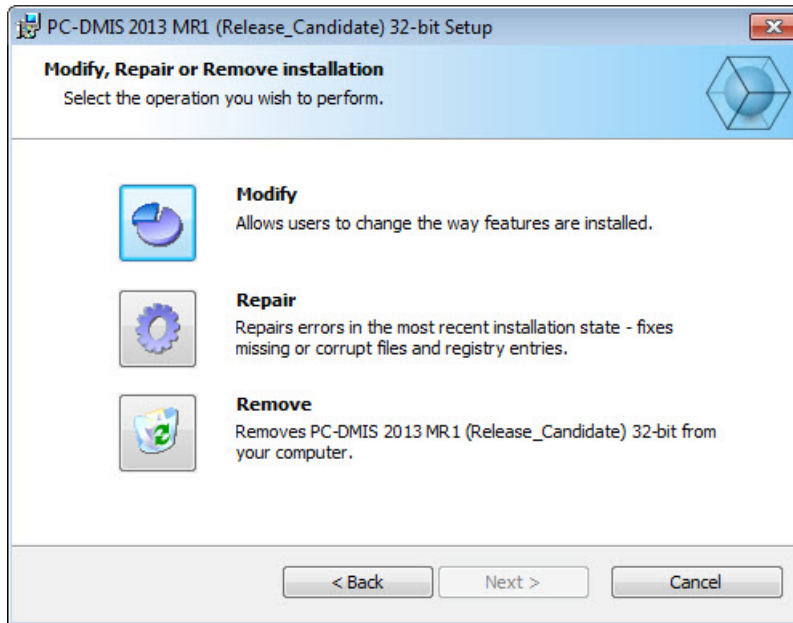 PC-DMIS 2013 MR1 (Release_Candidate) 32-bit Setup
Modify, Repair or Remove installation
Select the operation you wish to perform.
Modify
Allows users to change the way features are installed.
Repair
Repairs errors in the most recent installation state - fixes
missing or corrupt files and registry entries.
Remove
Removes PC-DMIS 2013 MR1 (Release_Candidate) 32-bit from
your computer.
< Back
Next >
Cancel